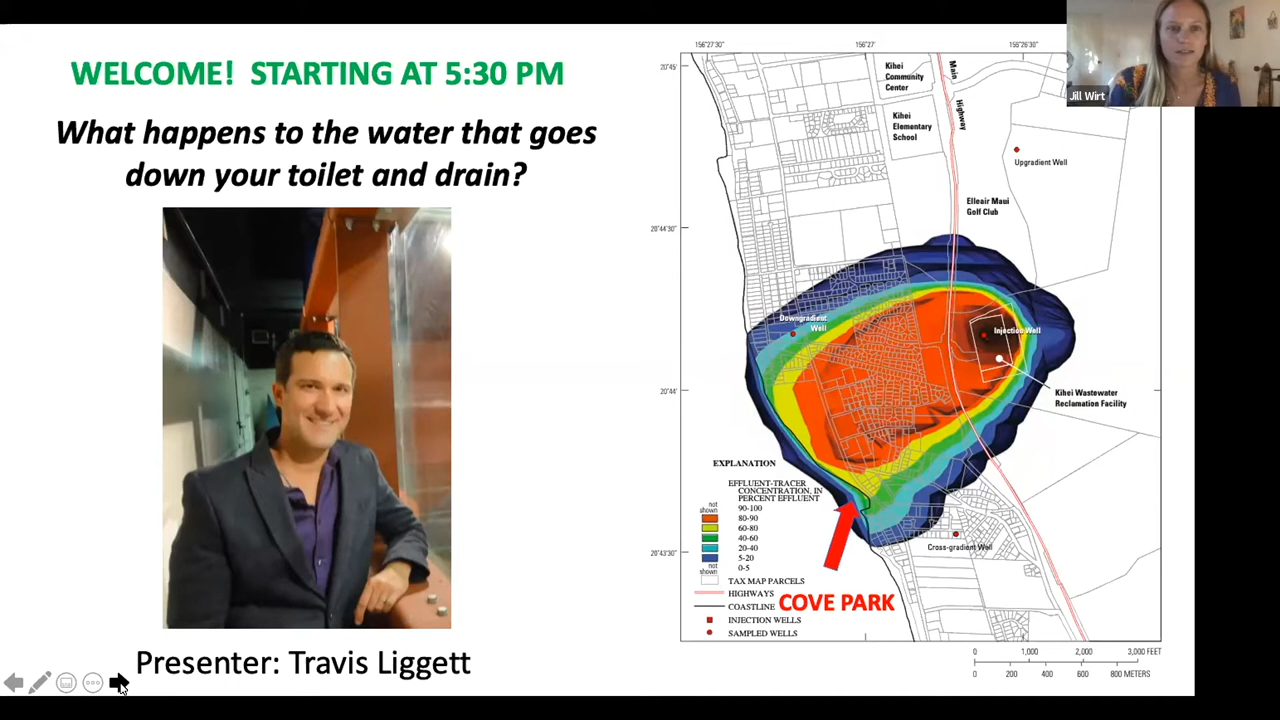 WELCOME!  STARTING AT 5:30 PM
What happens to the water that goes
down your toilet and drain?
Presenter: Travis Liggett
156°27'30"
156°27'
155°26'30"
20°45'
20°44'30"
20°44'
20°43'30"
Kihei
Community
Center
Main
Highway
Kihei
Elementary
School
Upgradient Well
Elleair Maui
Golf Club
Downgradient
Well
Injection Well
Kihei Wastewater
Reclamation Facility
Cross-gradient Well
EXPLANATION
EFFLUENT-TRACER
CONCENTRATION, IN
PERCENT EFFLUENT
not
shown
90-100
80-90
60-80
40-60
20-40
5-20
not
shown
0-5
TAX MAP PARCELS
HIGHWAYS
COASTLINE
INJECTION WELLS
SAMPLED WELLS
COVE PARK
0
1,000
2,000
3,000 FEET
0
200
400
600
800 METERS
Jill Wirt